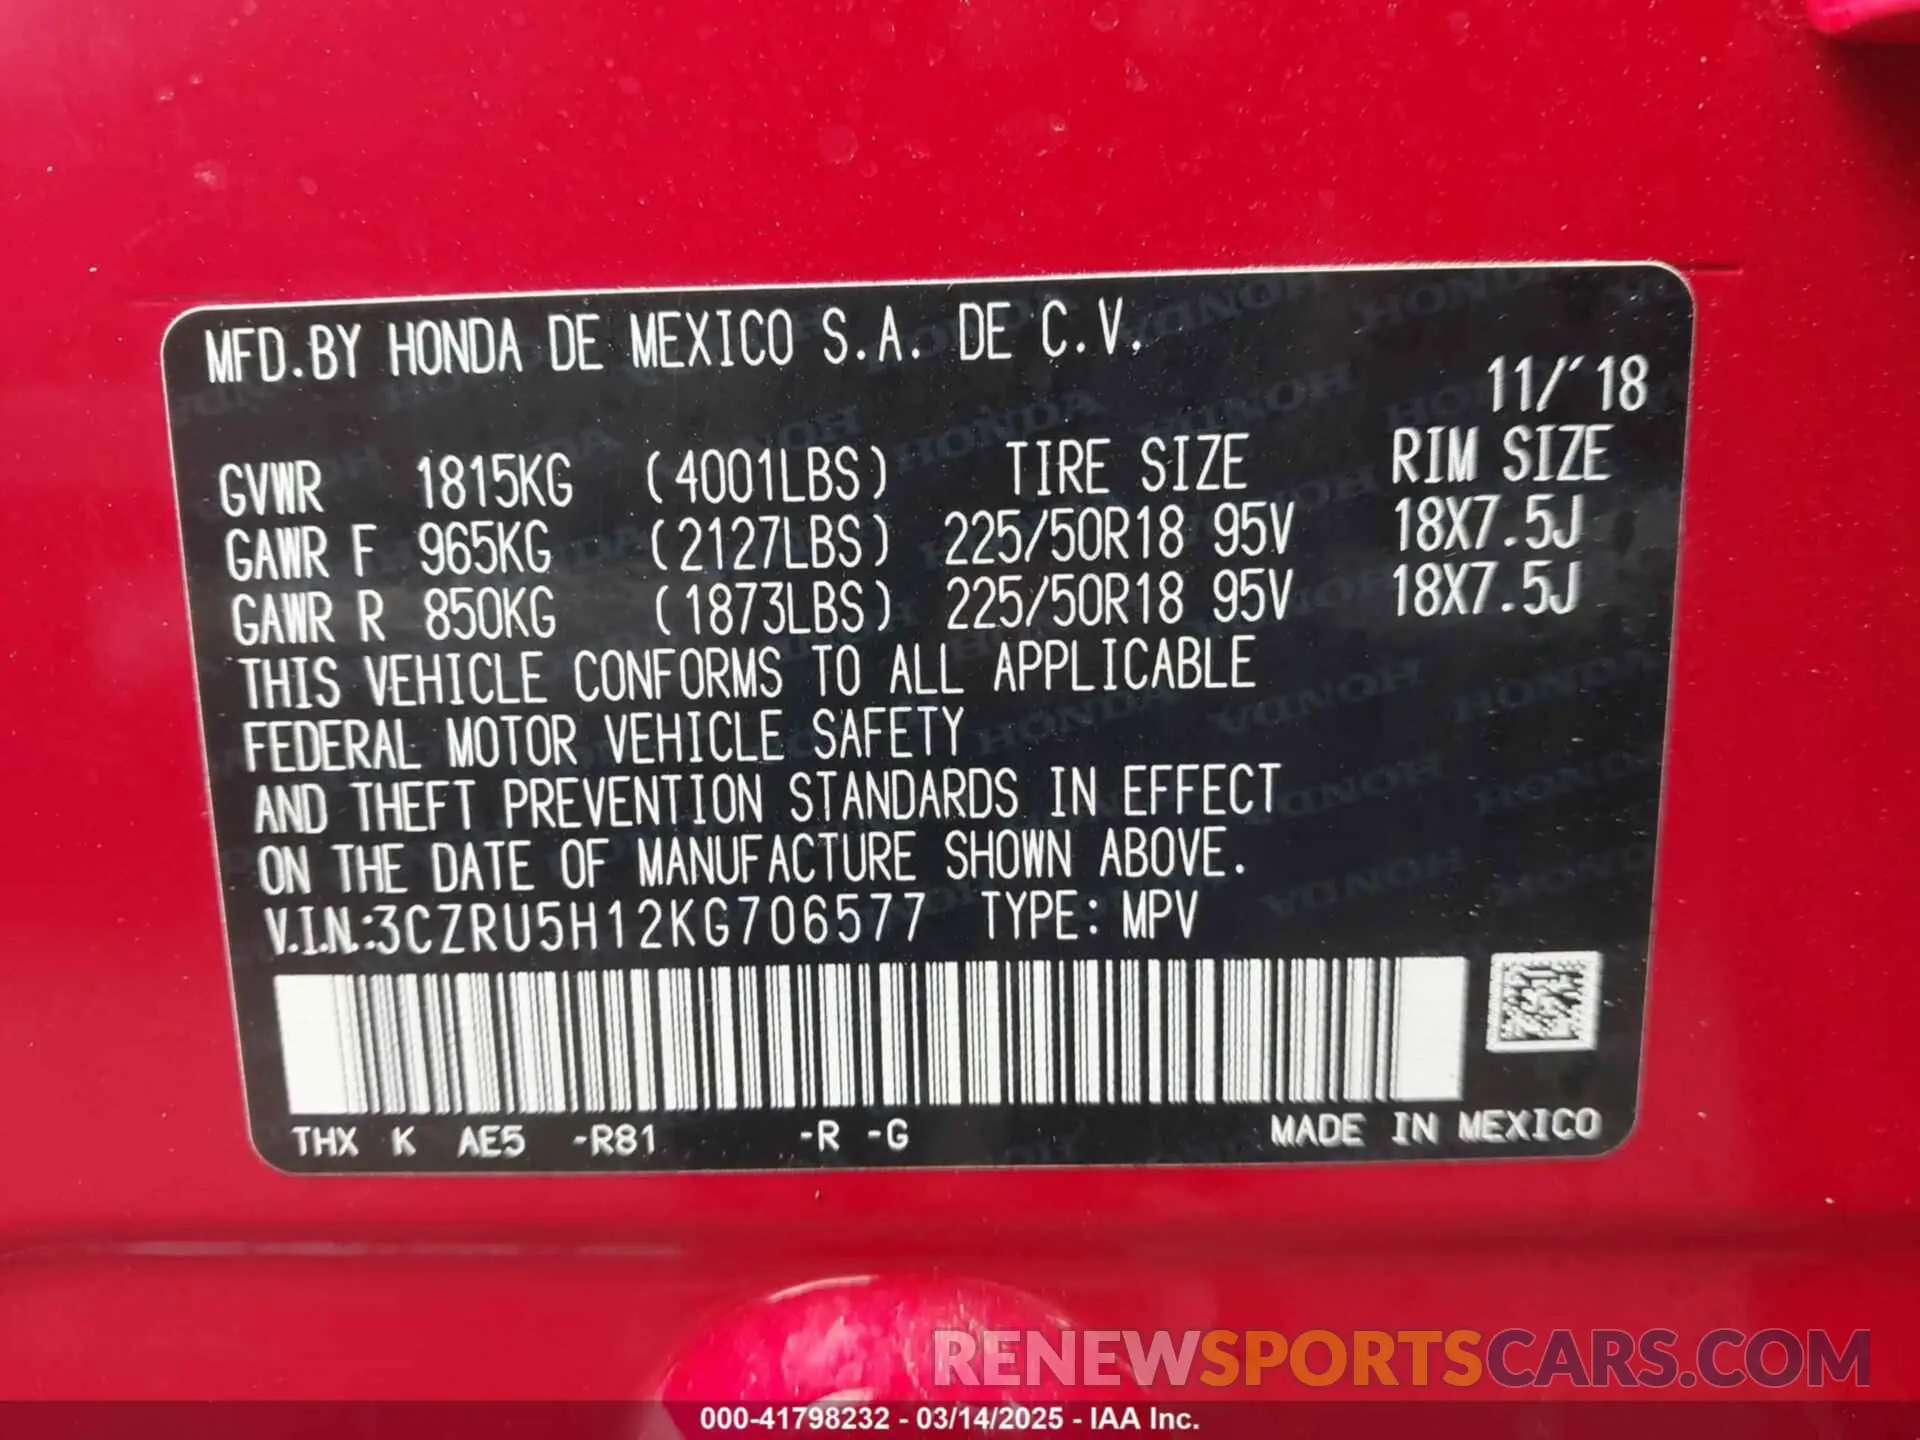 MFD.BY HONDA DE MEXICO S.A. DE C.V.
11/´18
GVWR 1815KG (4001LBS) TIRE SIZE RIM SIZE
GAWR F 965KG (2127LBS) 225/50R18 95V 18X7.5J
GAWR R 850KG (1873LBS) 225/50R18 95V 18X7.5J
THIS VEHICLE CONFORMS TO ALL APPLICABLE
FEDERAL MOTOR VEHICLE SAFETY
AND THEFT PREVENTION STANDARDS IN EFFECT
ON THE DATE OF MANUFACTURE SHOWN ABOVE.
V.I.N.:3CZRU5H12KG706577 TYPE: MPV
THX K AE5 -R81 -R -G MADE IN MEXICO
RENEWSPORTSCARS.COM
000-41798232 - 03/14/2025 - IAA Inc.